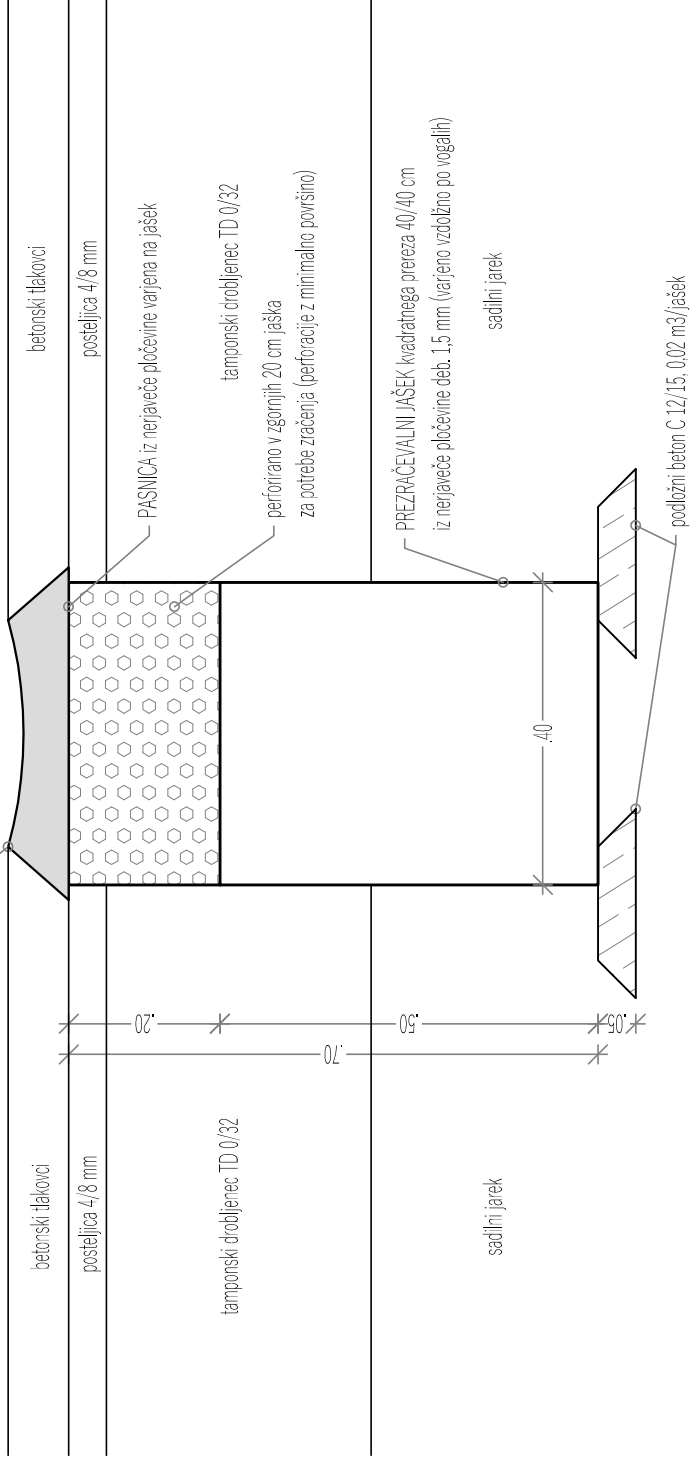 betonski tlakovci
posteljica 4/8 mm
tamponski drobljenec TD 0/32
sadilni jarek
.20
.50
.05
.70
.40
betonski tlakovci
posteljica 4/8 mm
PASNICA iz nerjaveče pločevine varjena na jašek
tamponski drobljenec TD 0/32
perforirano v zgornjih 20 cm jaška
za potrebe zračenja (perforacije z minimalno površino)
PREZRAČEVALNI JAŠEK kvadratnega prereza 40/40 cm
iz nerjaveče pločevine deb. 1,5 mm (varjeno vzdolžno po vogalih)
sadilni jarek
podložni beton C 12/15, 0,02 m3/jašek